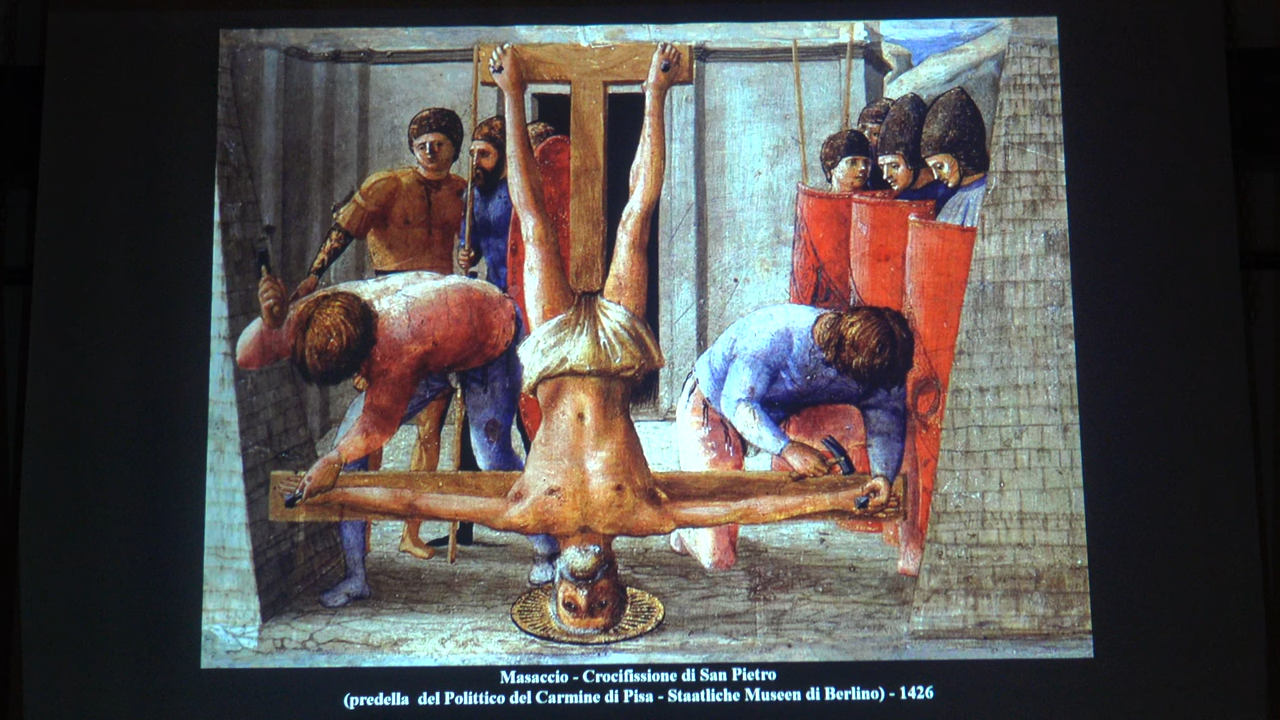 Masaccio - Crocifissione di San Pietro
(predella del Polittico del Carmine di Pisa - Staatliche Museen di Berlino) - 1426